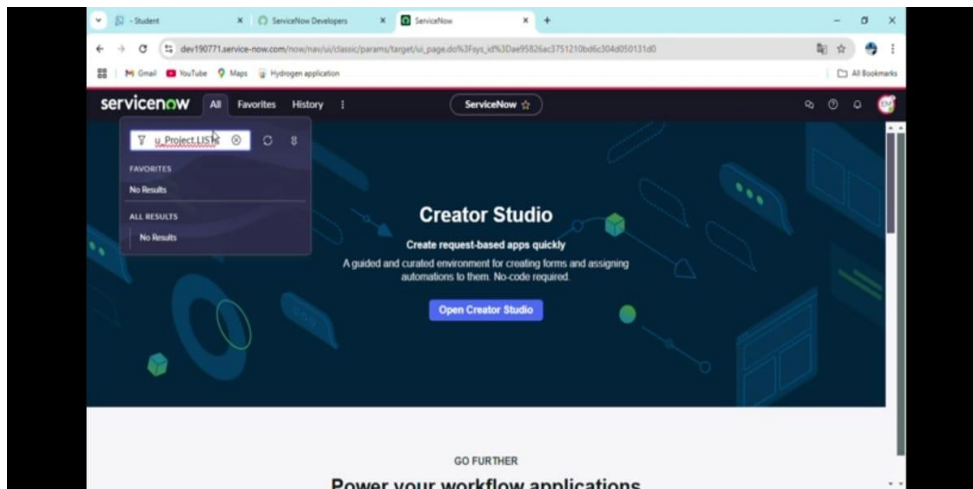 - Student
ServiceNow Developers
ServiceNow
dev190771.service-now.com/now/nav/ui/classic/params/target/ui_page.do%3Fsys_id%3Dae95826ac3751210bd6c304d050131d0
Gmail
YouTube
Maps
Hydrogen application
All Bookmarks
servicenow
All
Favorites
History
ServiceNow
u_Project.LIST
FAVORITES
No Results
ALL RESULTS
No Results
Creator Studio
Create request-based apps quickly
A guided and curated environment for creating forms and assigning
automations to them. No-code required.
Open Creator Studio
GO FURTHER
Power your workflow applications